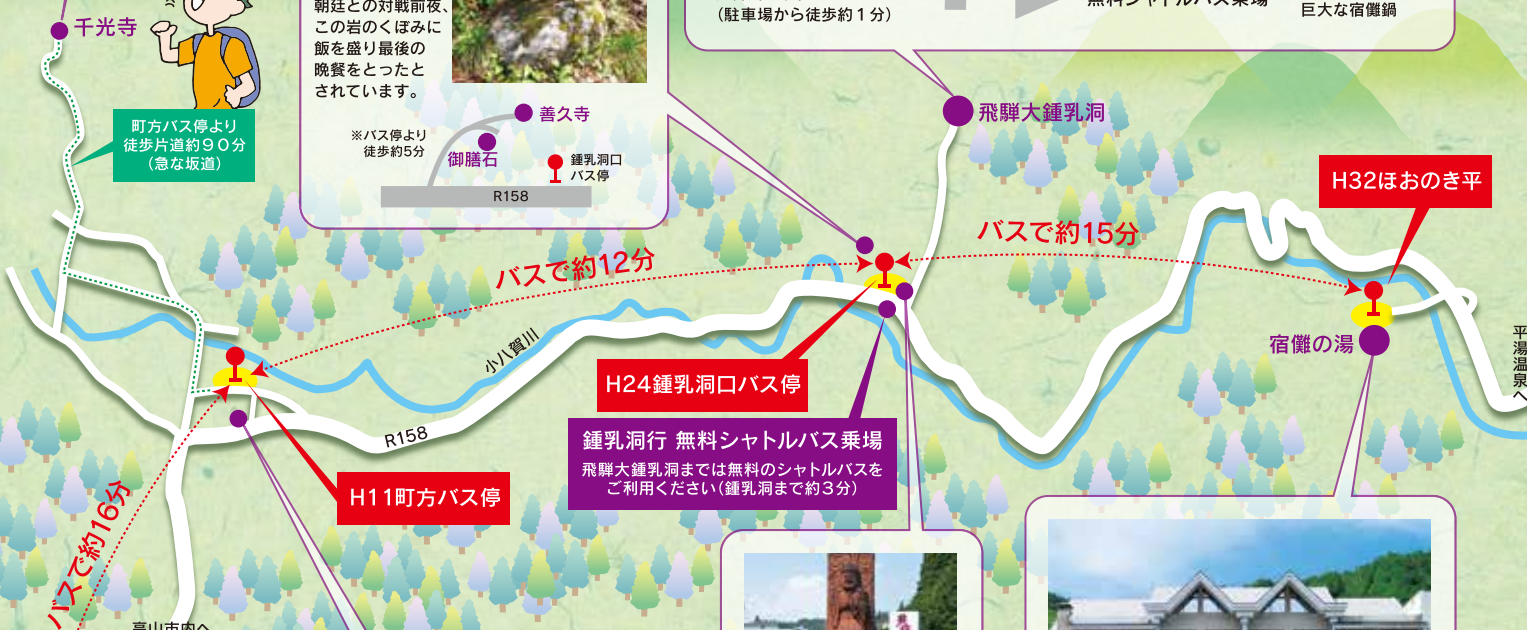 千光寺
町方バス停より
徒歩片道約９０分
(急な坂道)
朝廷との対戦前夜、
この岩のくぼみに
飯を盛り最後の
晩餐をとったと
されています。
善久寺
※バス停より
徒歩約5分
御膳石
鍾乳洞口
バス停
R158
(駐車場から徒歩約１分)
無料シャトルバス乗場
巨大な宿儺鍋
飛騨大鍾乳洞
H32ほおのき平
バスで約15分
バスで約12分
宿儺の湯
平湯温泉へ
小八賀川
H24鍾乳洞口バス停
鍾乳洞行 無料シャトルバス乗場
飛騨大鍾乳洞までは無料のシャトルバスを
ご利用ください(鍾乳洞まで約３分)
R158
H11町方バス停
バスで約16分
高山市内へ